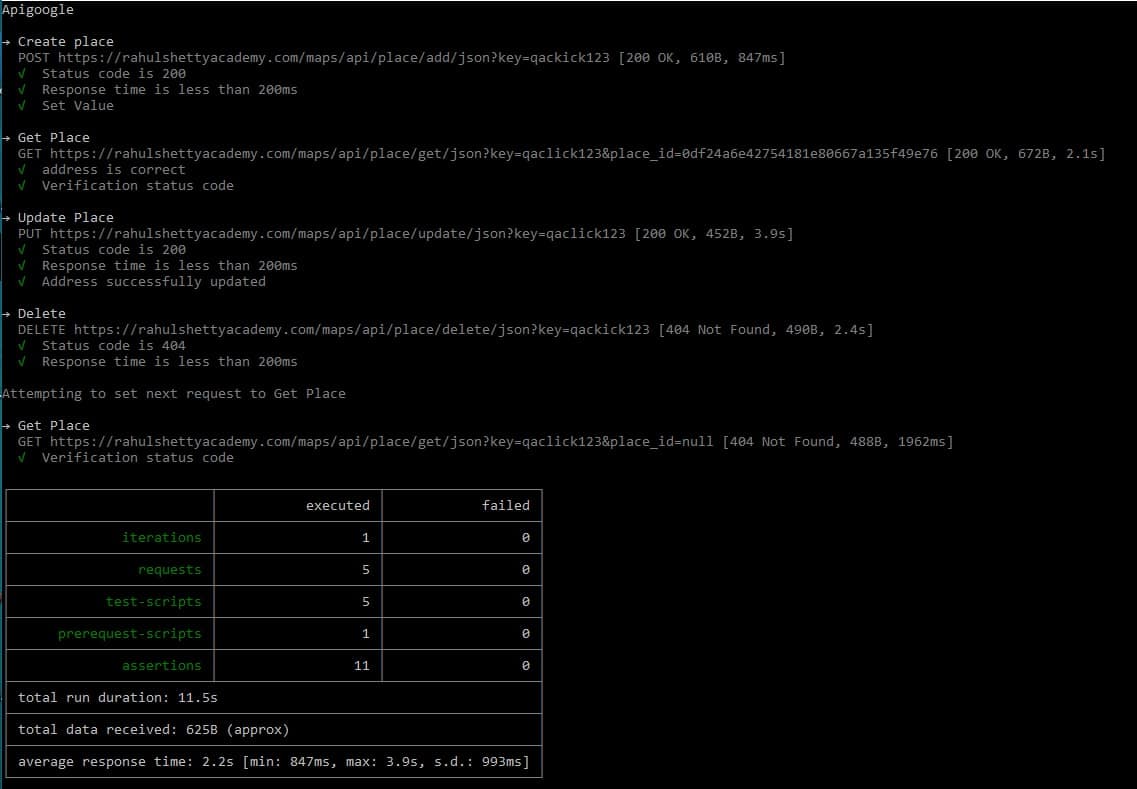 Apigoogle
→ Create place
POST https://rahulshettyacademy.com/maps/api/place/add/json?key=qackick123 [200 OK, 610B, 847ms]
√ Status code is 200
√ Response time is less than 200ms
√ Set Value
→ Get Place
GET https://rahulshettyacademy.com/maps/api/place/get/json?key=qaclick123&place_id=0df24a6e42754181e80667a135f49e76 [200 OK, 672B, 2.1s]
√ address is correct
√ Verification status code
→ Update Place
PUT https://rahulshettyacademy.com/maps/api/place/update/json?key=qaclick123 [200 OK, 452B, 3.9s]
√ Status code is 200
√ Response time is less than 200ms
√ Address successfully updated
→ Delete
DELETE https://rahulshettyacademy.com/maps/api/place/delete/json?key=qackick123 [404 Not Found, 490B, 2.4s]
√ Status code is 404
√ Response time is less than 200ms
Attempting to set next request to Get Place
→ Get Place
GET https://rahulshettyacademy.com/maps/api/place/get/json?key=qaclick123&place_id=null [404 Not Found, 488B, 1962ms]
√ Verification status code
executed failed
iterations 1 0
requests 5 0
test-scripts 5 0
prerequest-scripts 1 0
assertions 11 0
total run duration: 11.5s
total data received: 625B (approx)
average response time: 2.2s [min: 847ms, max: 3.9s, s.d.: 993ms]